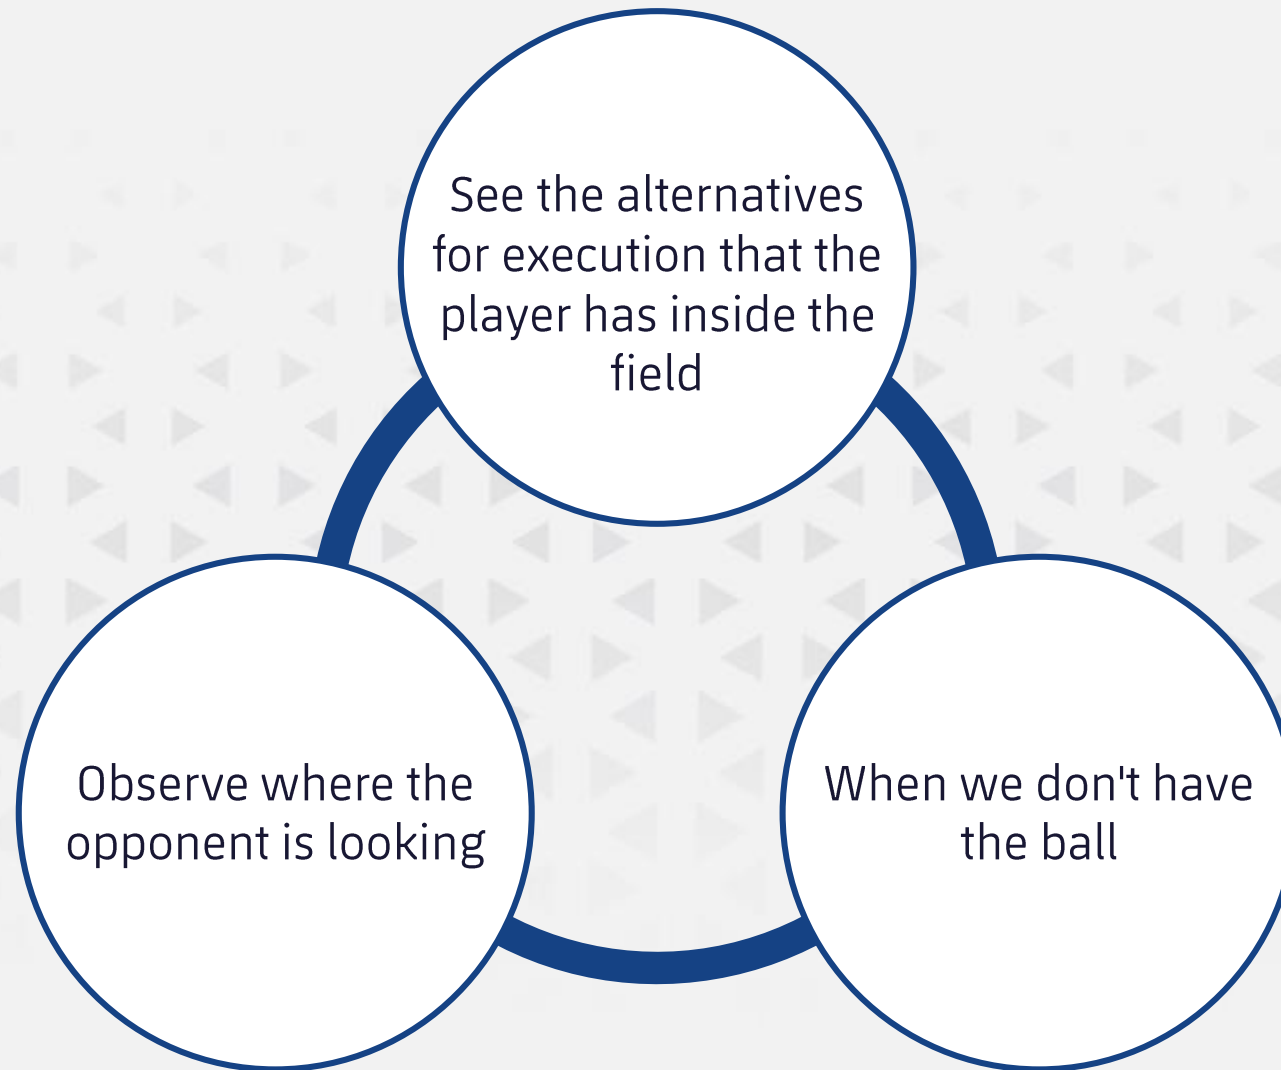 See the alternatives
for execution that the
player has inside the
field
Observe where the
opponent is looking
When we don't have
the ball